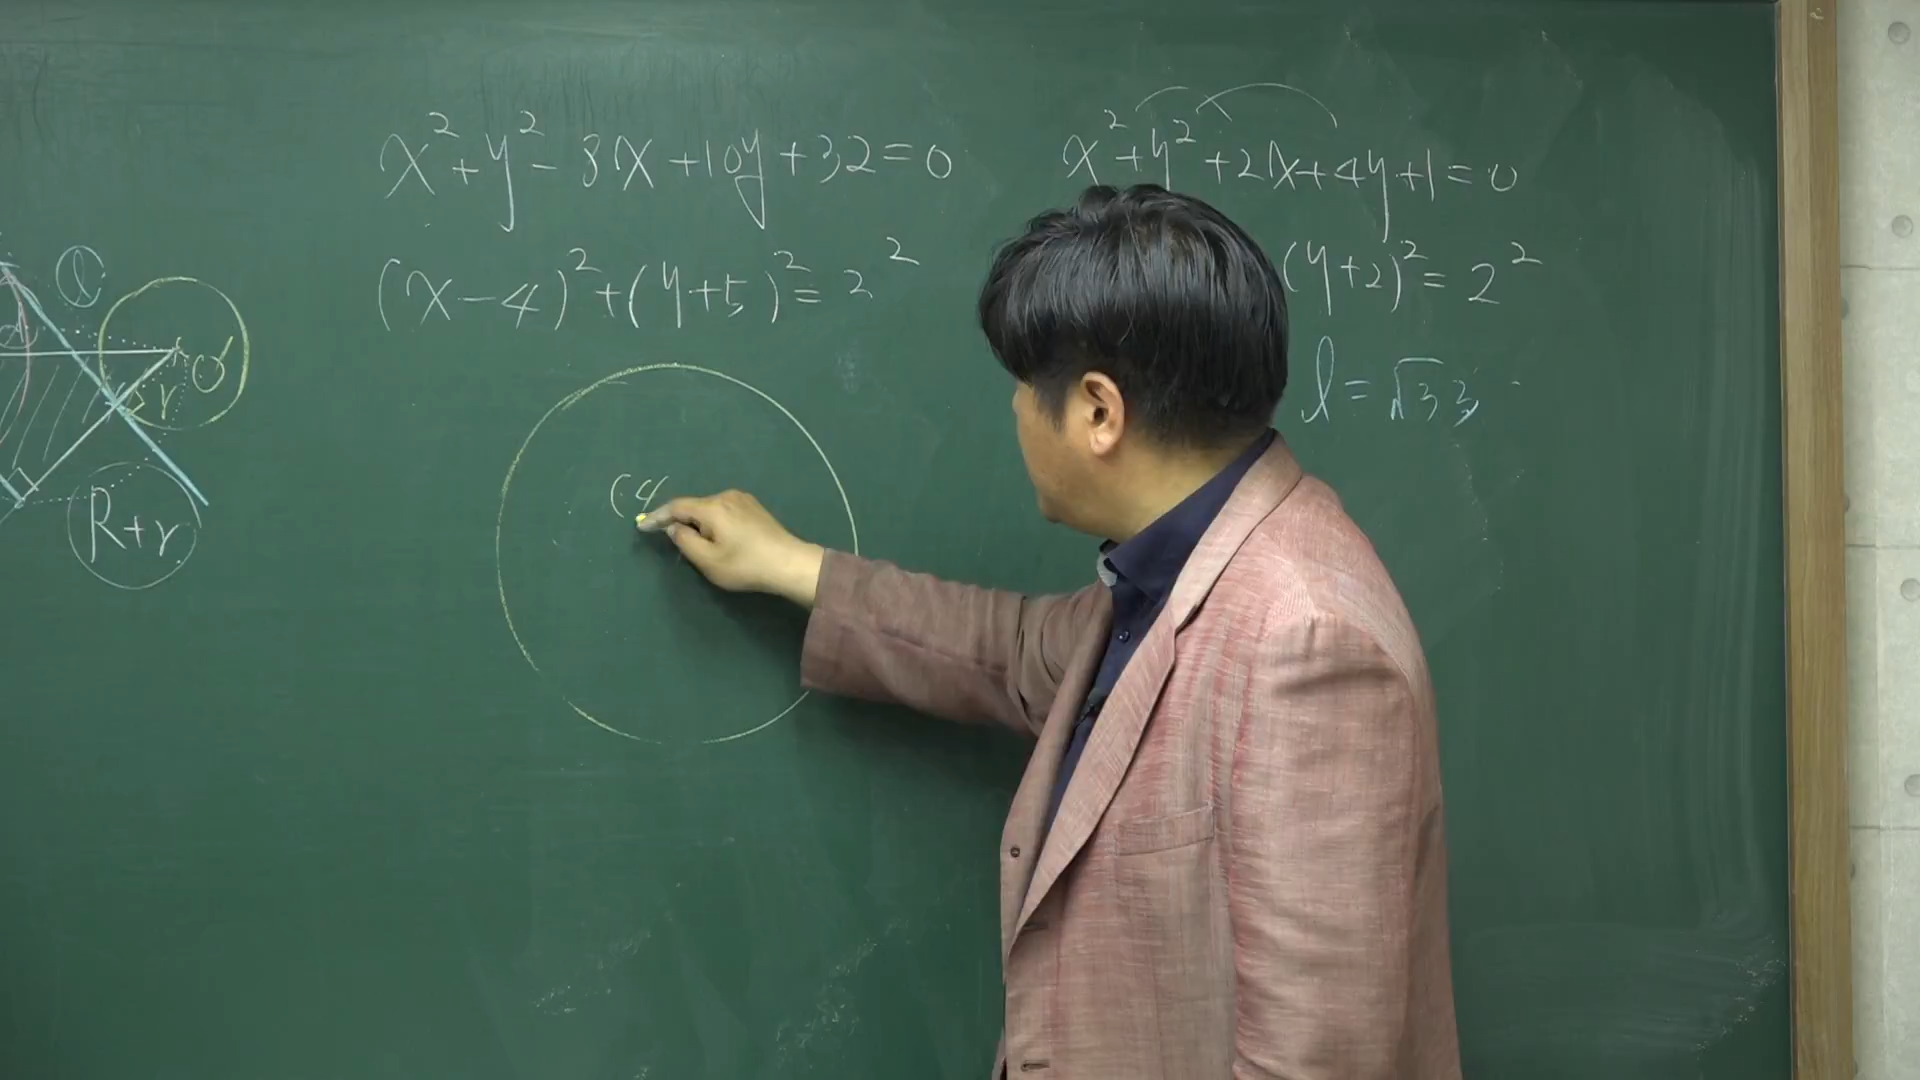 x² + y² - 8x + 10y + 32 = 0
(x - 4)² + (y + 5)² = 3²
x² + y² + 2x + 4y + 1 = 0
(y + 2)² = 2²
l = √33
(4
l
d
O'
r
R + r